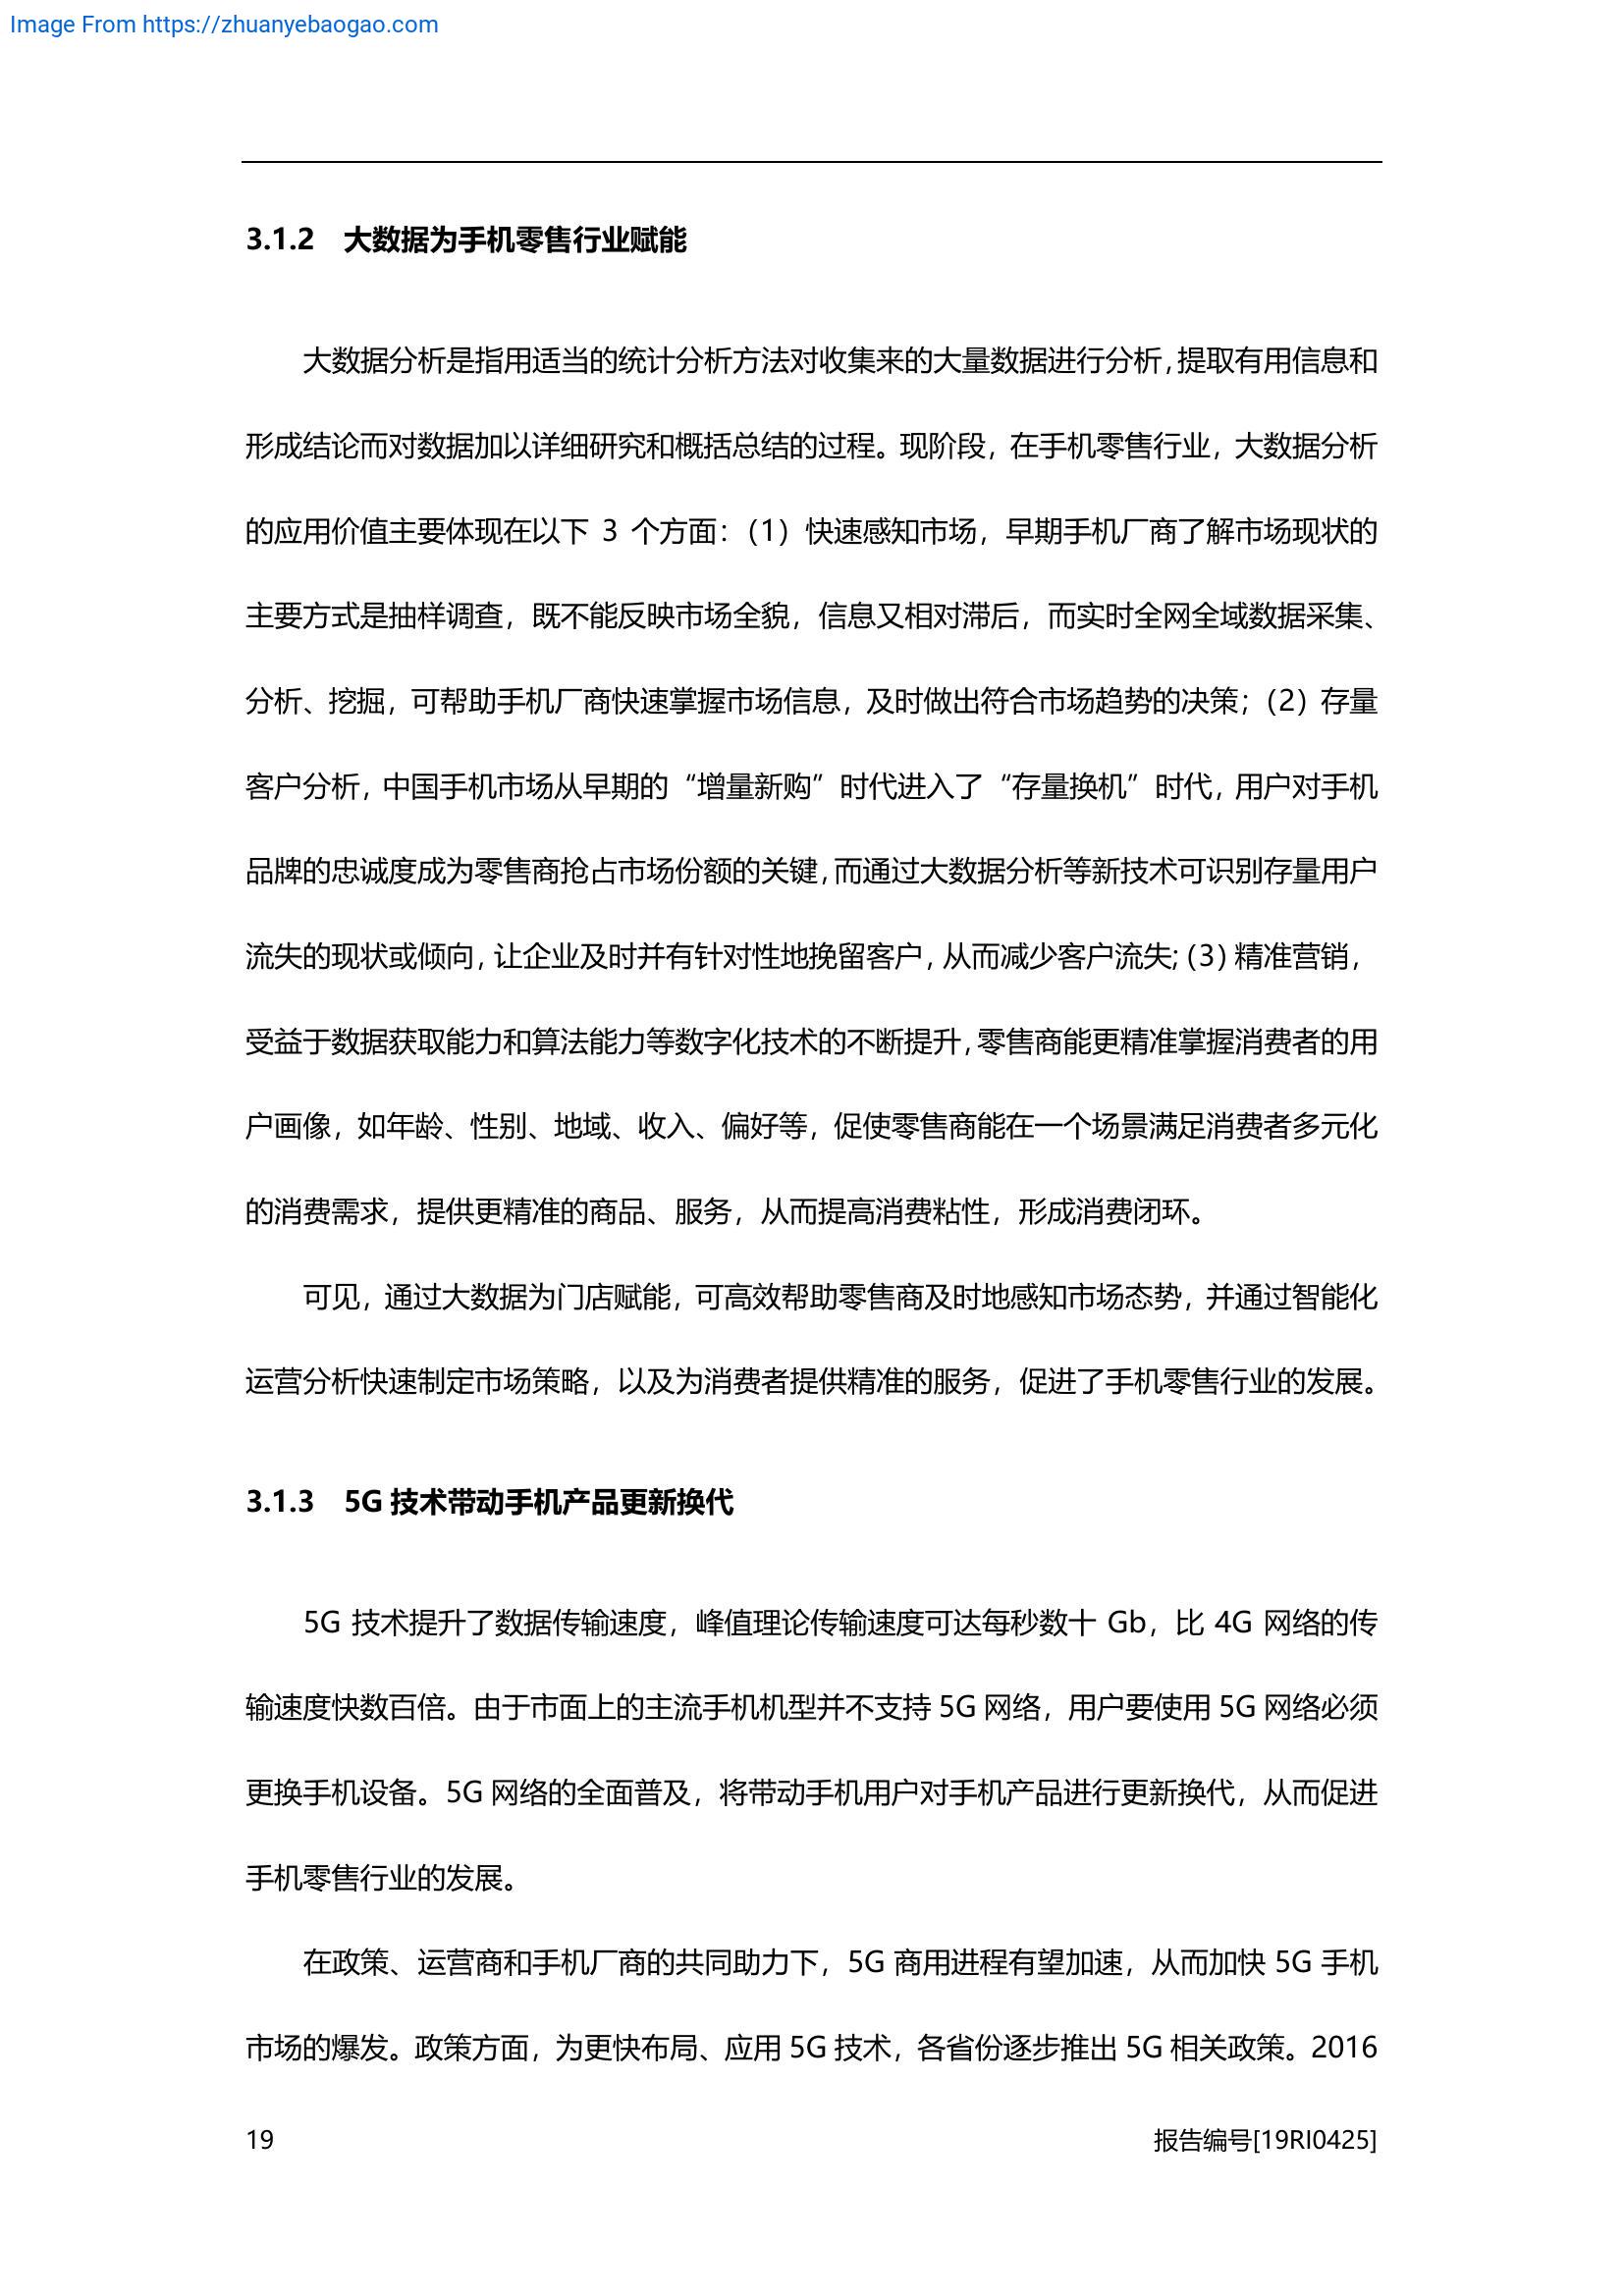 Image From https://zhuanyebaogao.com
3.1.2 大数据为手机零售行业赋能
大数据分析是指用适当的统计分析方法对收集来的大量数据进行分析，提取有用信息和
形成结论而对数据加以详细研究和概括总结的过程。现阶段，在手机零售行业，大数据分析
的应用价值主要体现在以下 3 个方面：（1）快速感知市场，早期手机厂商了解市场现状的
主要方式是抽样调查，既不能反映市场全貌，信息又相对滞后，而实时全网全域数据采集、
分析、挖掘，可帮助手机厂商快速掌握市场信息，及时做出符合市场趋势的决策；（2）存量
客户分析，中国手机市场从早期的“增量新购”时代进入了“存量换机”时代，用户对手机
品牌的忠诚度成为零售商抢占市场份额的关键，而通过大数据分析等新技术可识别存量用户
流失的现状或倾向，让企业及时并有针对性地挽留客户，从而减少客户流失；（3）精准营销，
受益于数据获取能力和算法能力等数字化技术的不断提升，零售商能更精准掌握消费者的用
户画像，如年龄、性别、地域、收入、偏好等，促使零售商能在一个场景满足消费者多元化
的消费需求，提供更精准的商品、服务，从而提高消费粘性，形成消费闭环。
可见，通过大数据为门店赋能，可高效帮助零售商及时地感知市场态势，并通过智能化
运营分析快速制定市场策略，以及为消费者提供精准的服务，促进了手机零售行业的发展。
3.1.3 5G 技术带动手机产品更新换代
5G 技术提升了数据传输速度，峰值理论传输速度可达每秒数十 Gb，比 4G 网络的传
输速度快数百倍。由于市面上的主流手机机型并不支持 5G 网络，用户要使用 5G 网络必须
更换手机设备。5G 网络的全面普及，将带动手机用户对手机产品进行更新换代，从而促进
手机零售行业的发展。
在政策、运营商和手机厂商的共同助力下，5G 商用进程有望加速，从而加快 5G 手机
市场的爆发。政策方面，为更快布局、应用 5G 技术，各省份逐步推出 5G 相关政策。2016
19 报告编号[19RI0425]